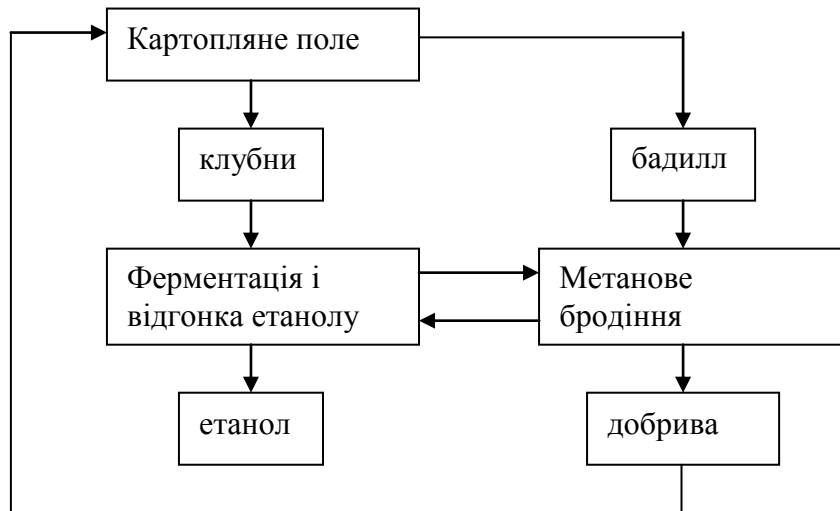 Картопляне поле
клубни
бадилл
Ферментація і
відгонка етанолу
Метанове
бродіння
етанол
добрива